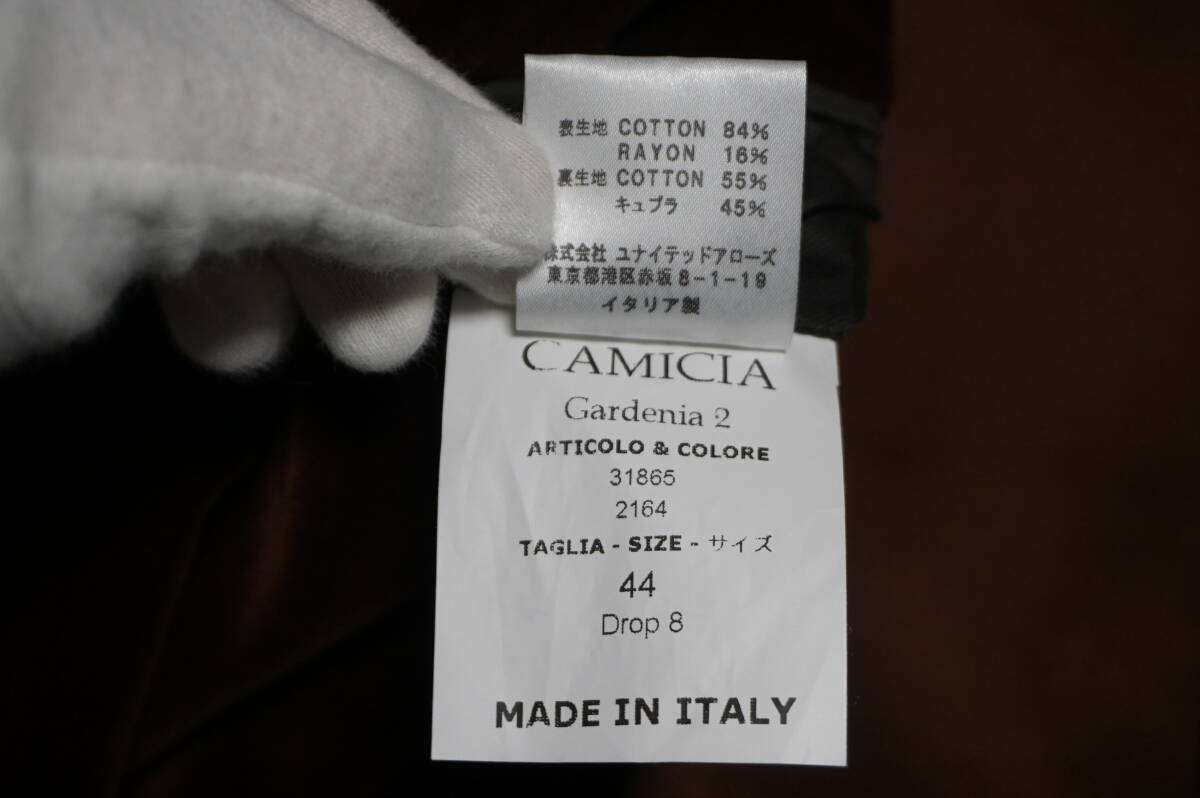 表生地 COTTON 84%
RAYON 16%
裏生地 COTTON 55%
キュプラ 45%
株式会社 ユナイテッドアローズ
東京都港区赤坂8-1-19
イタリア製
CAMICIA
Gardenia 2
ARTICOLO & COLORE
31865
2164
TAGLIA - SIZE - サイズ
44
Drop 8
MADE IN ITALY